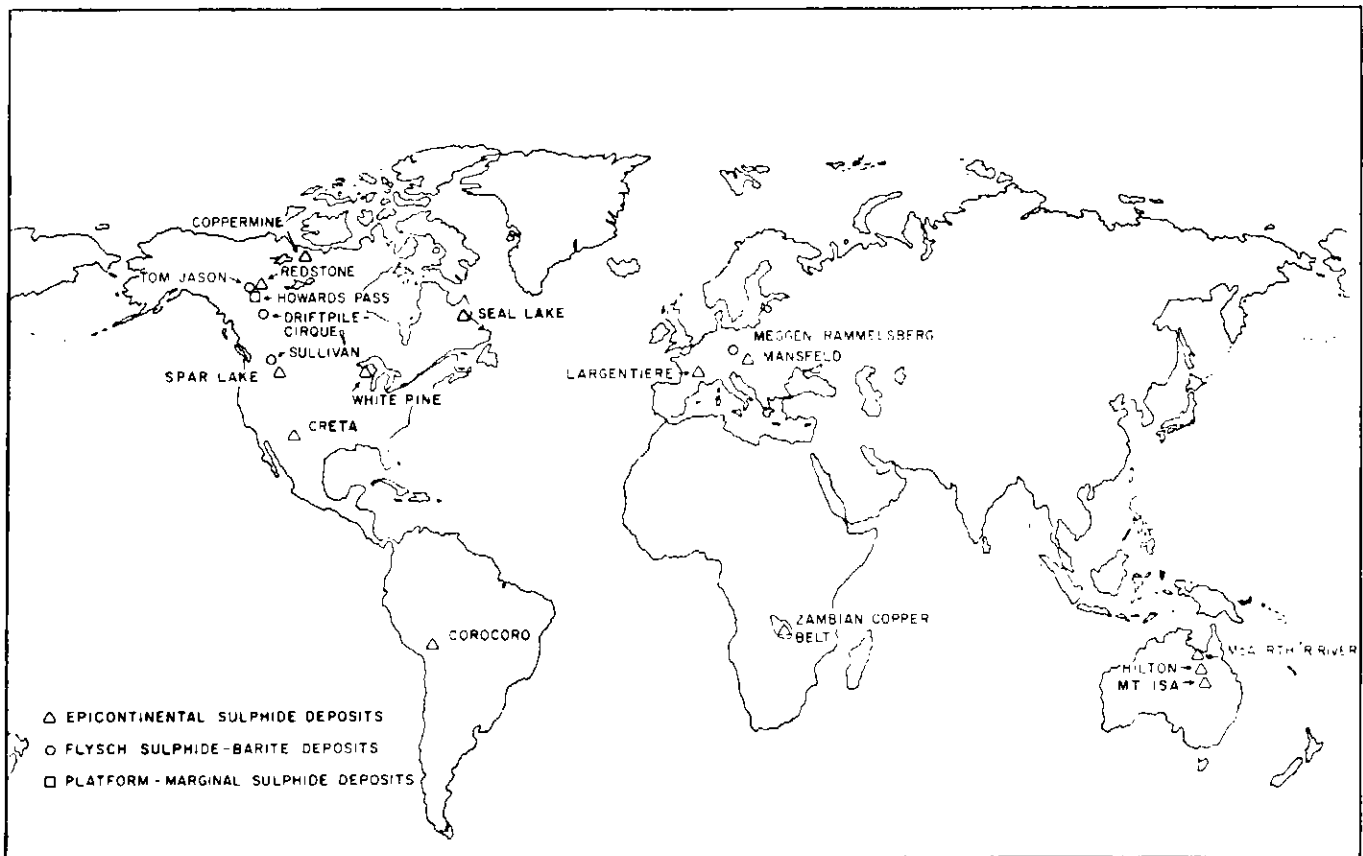 COPPERMINE
TOM JASON
REDSTONE
HOWARDS PASS
DRIFTPILE-
CIRQUE
SEAL LAKE
SULLIVAN
SPAR LAKE
WHITE PINE
CRETA
MEGGEN RAMMELSBERG
MANSFELD
LARGENTIERE
COROCORO
ZAMBIAN COPPER
BELT
RIVER
HILTON
MT ISA
EPICONTINENTAL SULPHIDE DEPOSITS
FLYSCH SULPHIDE-BARITE DEPOSITS
PLATFORM-MARGINAL SULPHIDE DEPOSITS